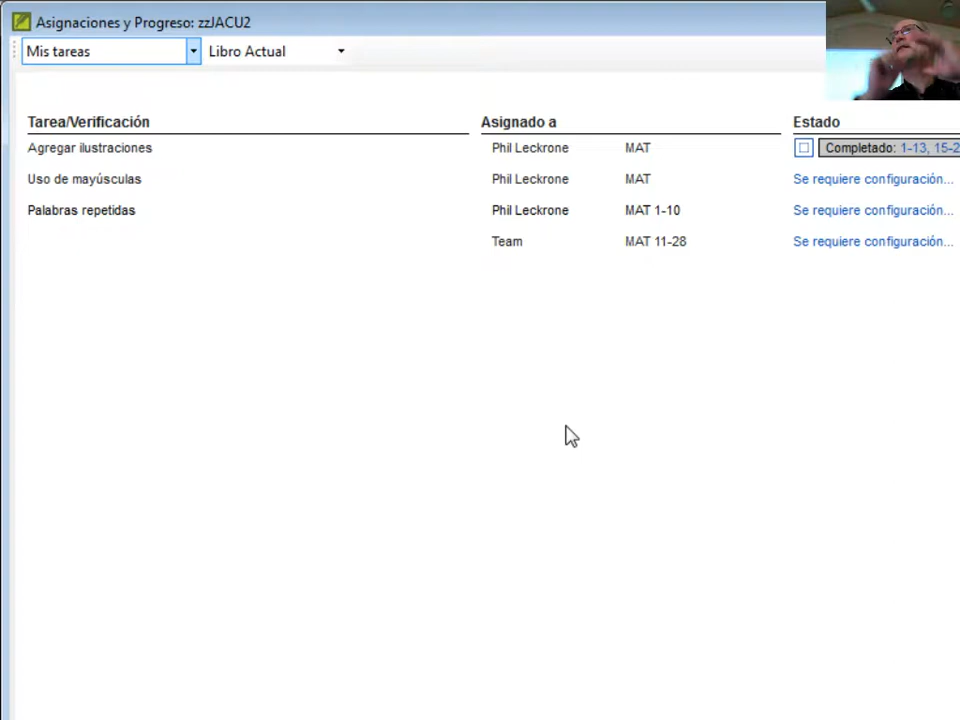 Asignaciones y Progreso: zzJACU2
Mis tareas Libro Actual
Tarea/Verificación Asignado a Estado
Agregar ilustraciones Phil Leckrone MAT Completado: 1-13, 15-2
Uso de mayúsculas Phil Leckrone MAT Se requiere configuración...
Palabras repetidas Phil Leckrone MAT 1-10 Se requiere configuración...
Team MAT 11-28 Se requiere configuración...